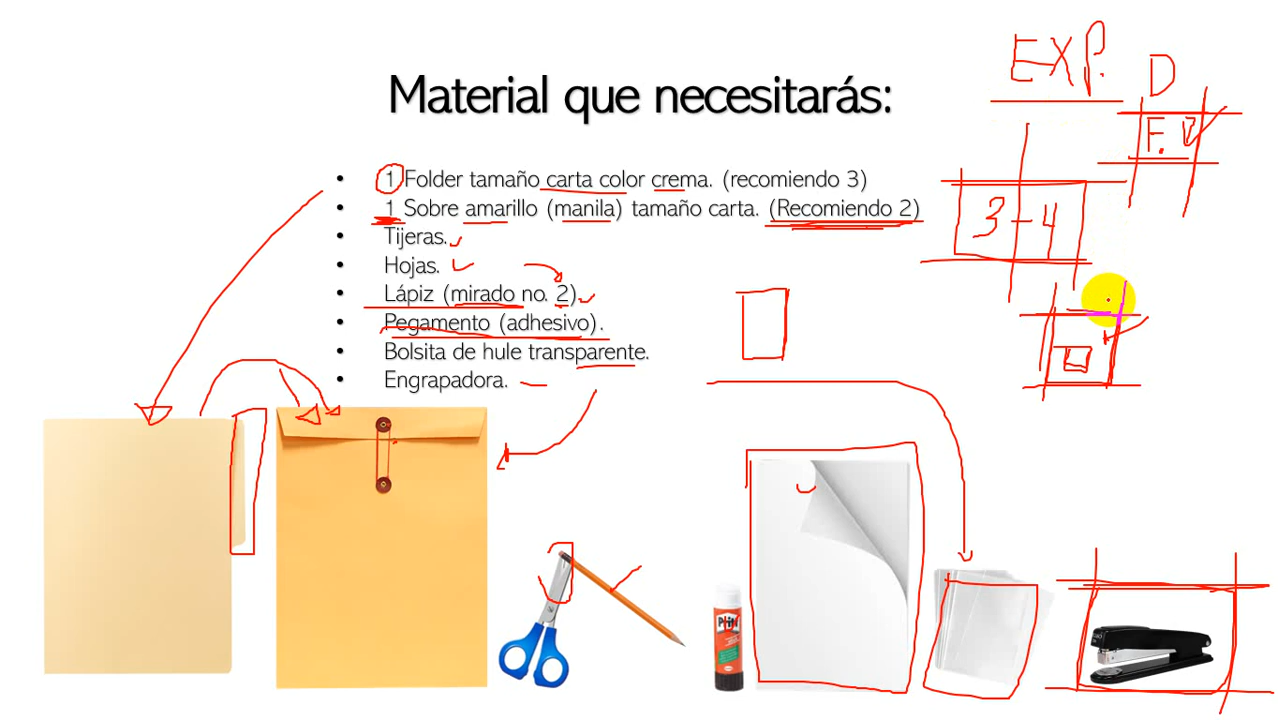 EXP.
D
Material que necesitarás:
F. V
• 1 Folder tamaño carta color crema. (recomiendo 3)
• 1 Sobre amarillo (manila) tamaño carta. (Recomiendo 2)
3-4
• Tijeras.
• Hojas.
• Lápiz (mirado no. 2).
• Pegamento (adhesivo).
• Bolsita de hule transparente.
• Engrapadora.
Pritt